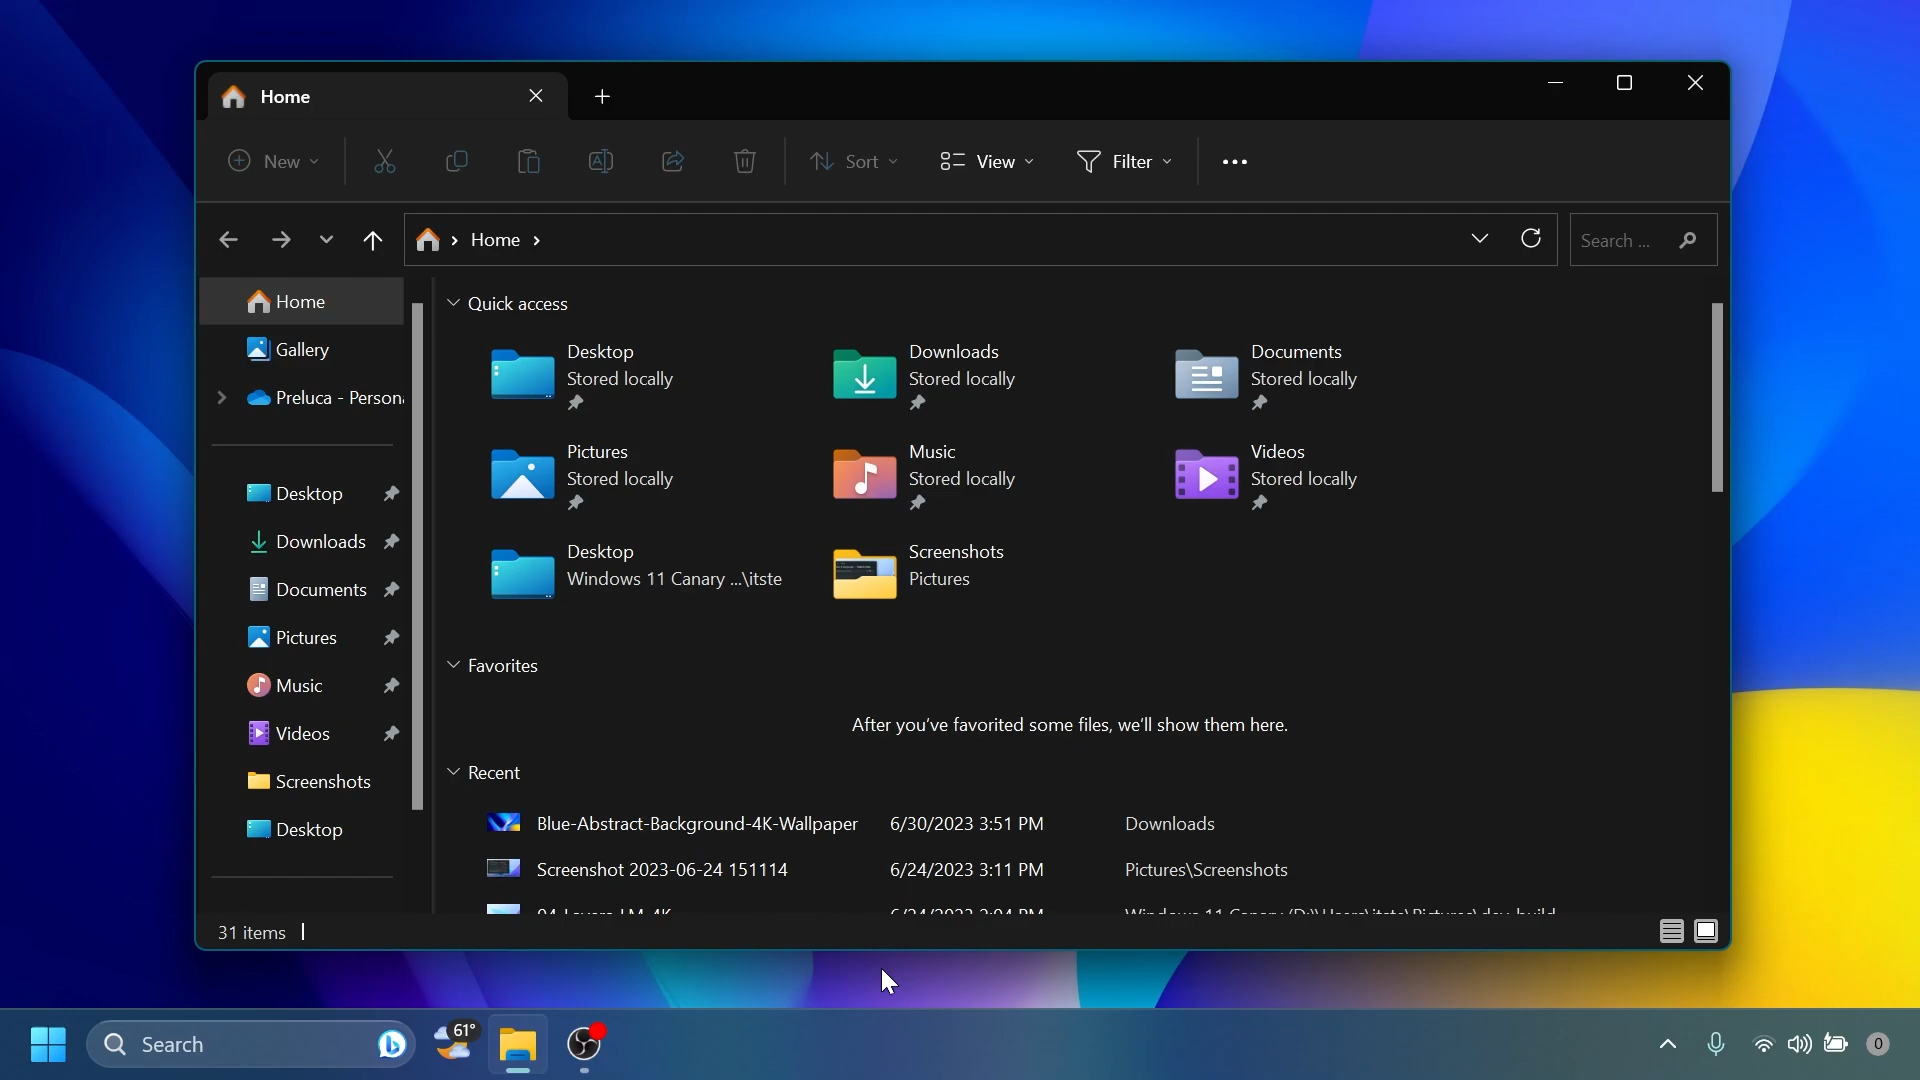 Home
New
Sort
View
Filter
Home
Search ...
Home
Gallery
Preluca - Person
Desktop
Downloads
Documents
Pictures
Music
Videos
Screenshots
Desktop
Quick access
Desktop
Stored locally
Downloads
Stored locally
Documents
Stored locally
Pictures
Stored locally
Music
Stored locally
Videos
Stored locally
Desktop
Windows 11 Canary ...\itste
Screenshots
Pictures
Favorites
After you've favorited some files, we'll show them here.
Recent
Blue-Abstract-Background-4K-Wallpaper 6/30/2023 3:51 PM Downloads
Screenshot 2023-06-24 151114 6/24/2023 3:11 PM Pictures\Screenshots
31 items
Search
61°
0